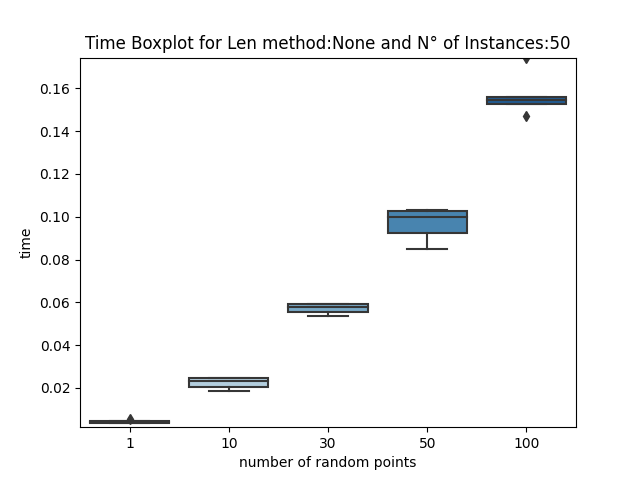 Time Boxplot for Len method:None and N° of Instances:50
0.16
0.14
0.12
0.10
0.08
0.06
0.04
0.02
time
1 10 30 50 100
number of random points